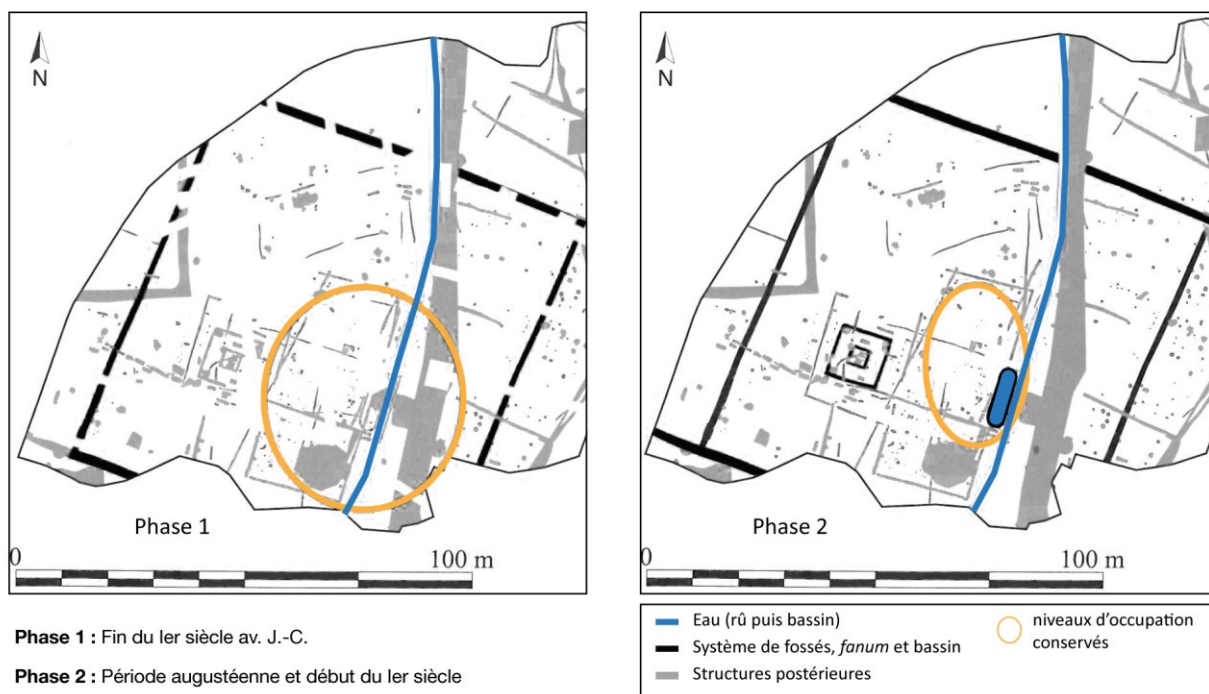 N
Phase 1
0 100 m
N
Phase 2
0 100 m
Phase 1 : Fin du Ier siècle av. J.-C.
Phase 2 : Période augustéenne et début du Ier siècle
Eau (rû puis bassin)
Système de fossés, fanum et bassin
Structures postérieures
niveaux d'occupation
conservés